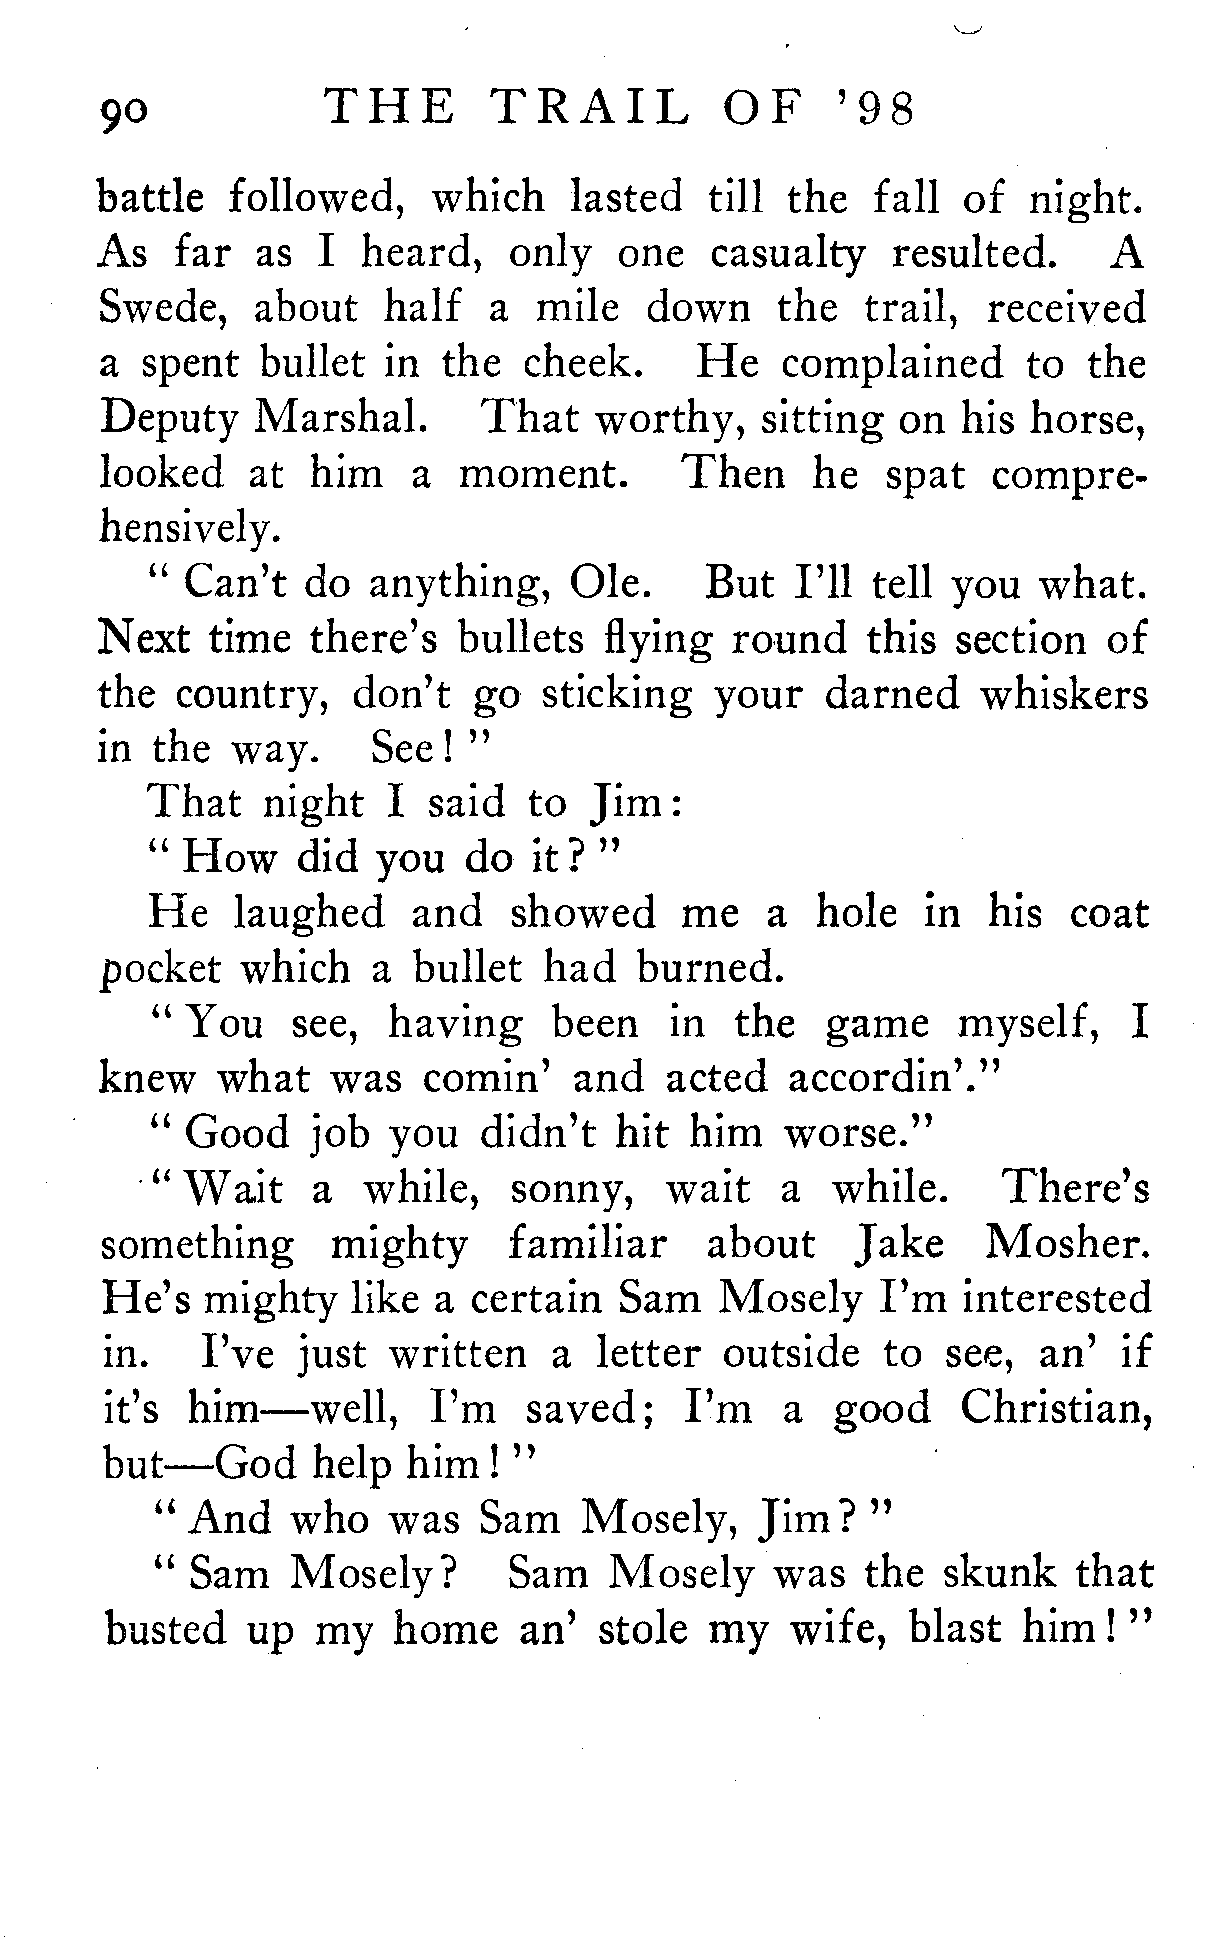 90 THE TRAIL OF '98
battle followed, which lasted till the fall of night.
As far as I heard, only one casualty resulted. A
Swede, about half a mile down the trail, received
a spent bullet in the cheek. He complained to the
Deputy Marshal. That worthy, sitting on his horse,
looked at him a moment. Then he spat compre-
hensively.
" Can't do anything, Ole. But I'll tell you what.
Next time there's bullets flying round this section of
the country, don't go sticking your darned whiskers
in the way. See! "
That night I said to Jim:
" How did you do it? "
He laughed and showed me a hole in his coat
pocket which a bullet had burned.
" You see, having been in the game myself, I
knew what was comin' and acted accordin'."
" Good job you didn't hit him worse."
" Wait a while, sonny, wait a while. There's
something mighty familiar about Jake Mosher.
He's mighty like a certain Sam Mosely I'm interested
in. I've just written a letter outside to see, an' if
it's him—well, I'm saved; I'm a good Christian,
but—God help him! "
" And who was Sam Mosely, Jim? "
" Sam Mosely? Sam Mosely was the skunk that
busted up my home an' stole my wife, blast him! "